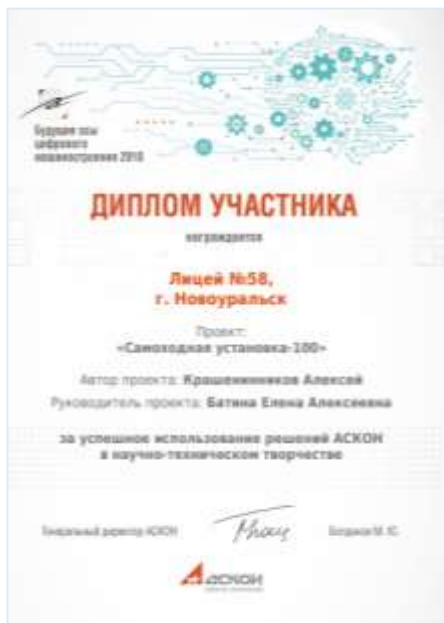 Будущие асы
цифрового
машиностроения 2018
ДИПЛОМ УЧАСТНИКА
награждается
Лицей №58,
г. Новоуральск
Проект:
«Самоходная установка-100»
Автор проекта: Крашенинников Алексей
Руководитель проекта: Батина Елена Алексеевна
за успешное использование решений АСКОН
в научно-техническом творчестве
Генеральный директор АСКОН
Богданов М. Ю.
АСКОН